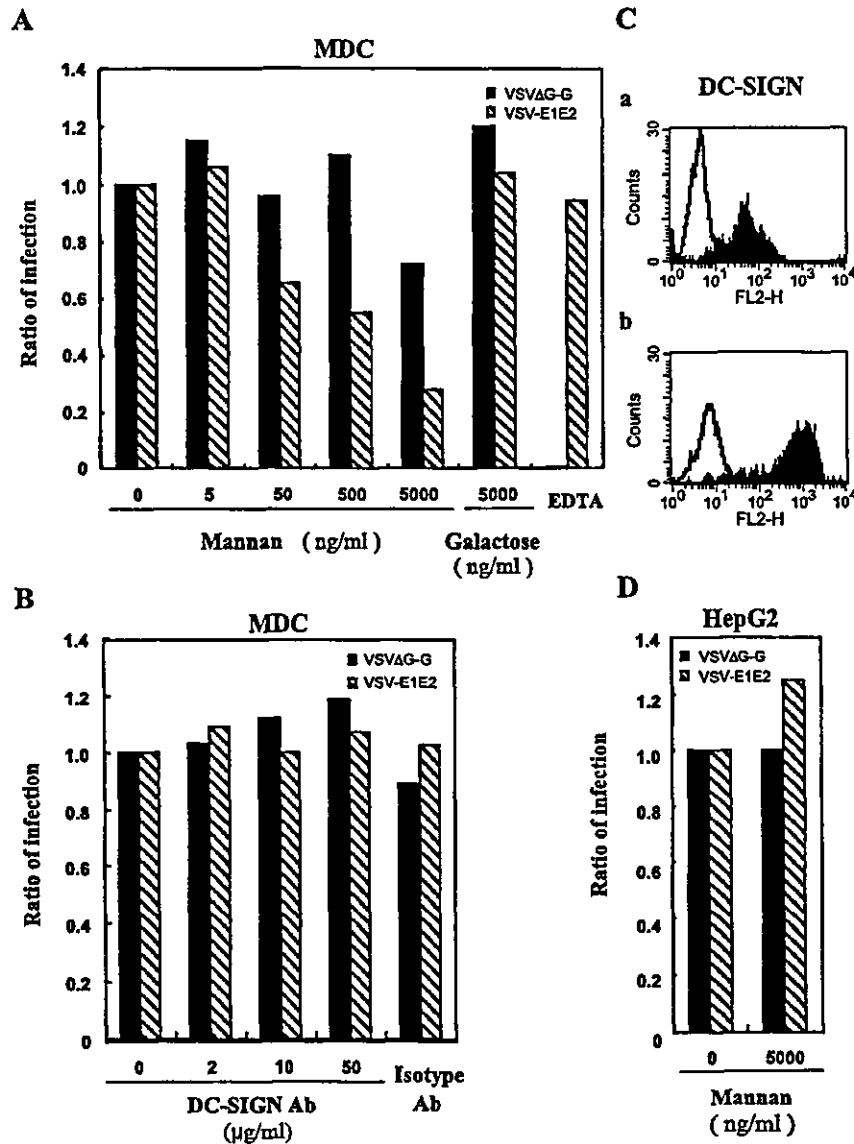 A
MDC
1.4
1.2
1.0
0.8
0.6
0.4
0.2
0
Ratio of infection
VSVΔG-G
VSV-E1E2
0 5 50 500 5000 5000 EDTA
Mannan ( ng/ml ) Galactose
( ng/ml )
C
DC-SIGN
a
30
0
Counts
10⁰ 10¹ 10² 10³ 10⁴
FL2-H
b
30
0
Counts
10⁰ 10¹ 10² 10³ 10⁴
FL2-H
B
MDC
1.4
1.2
1.0
0.8
0.6
0.4
0.2
0
Ratio of infection
VSVΔG-G
VSV-E1E2
0 2 10 50 Isotype
Ab
DC-SIGN Ab
(µg/ml)
D
HepG2
1.4
1.2
1.0
0.8
0.6
0.4
0.2
0
Ratio of infection
VSVΔG-G
VSV-E1E2
0 5000
Mannan
( ng/ml )